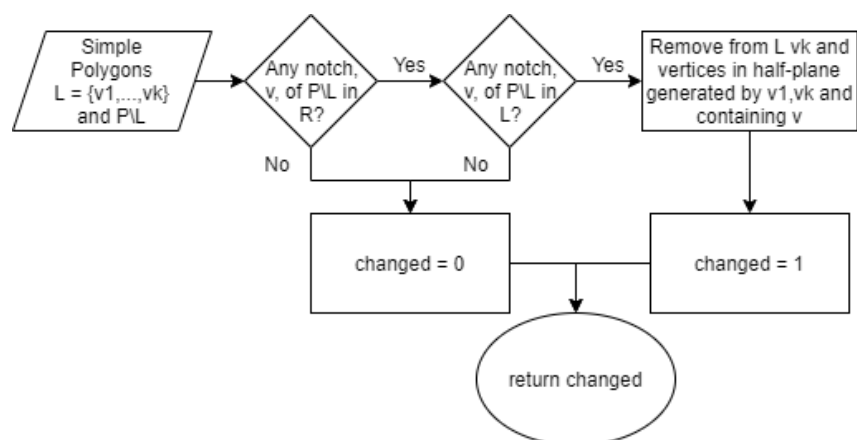 Simple
Polygons
L = {v1,...,vk}
and P\L
Any notch,
v, of P\L in
R?
Yes
No
Any notch,
v, of P\L in
L?
Yes
No
Remove from L vk and
vertices in half-plane
generated by v1,vk and
containing v
changed = 0
changed = 1
return changed